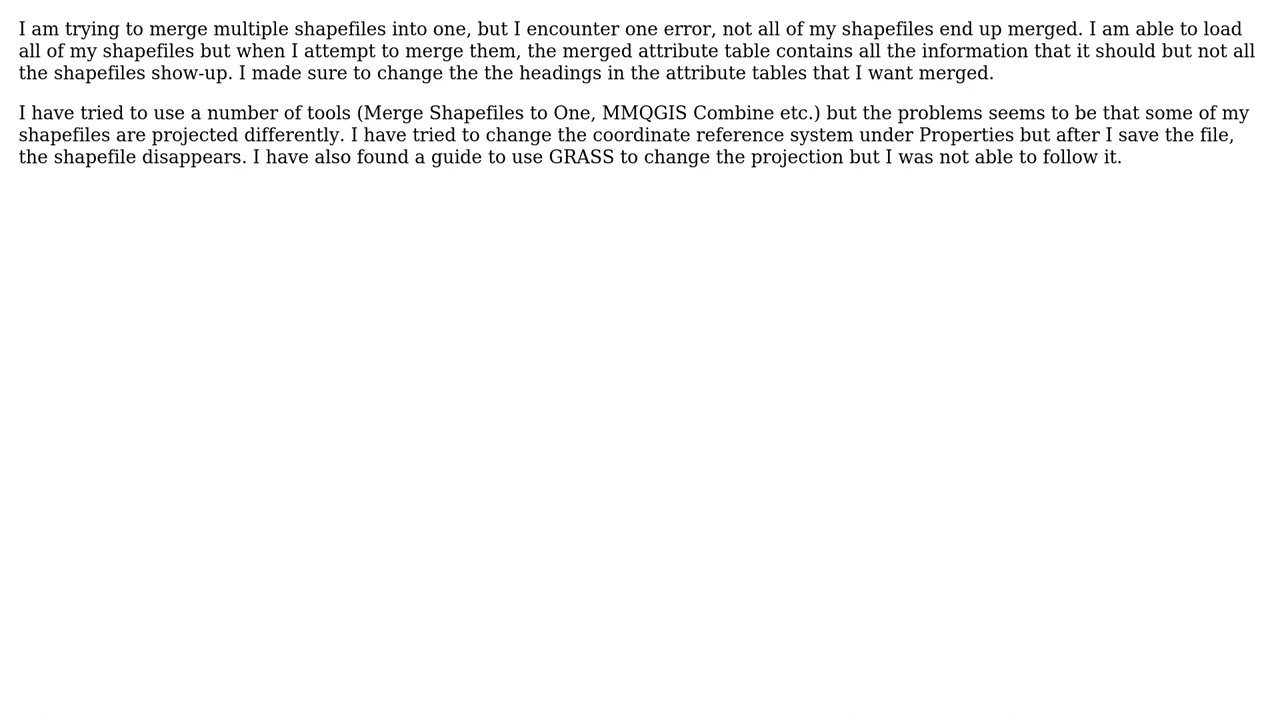 I am trying to merge multiple shapefiles into one, but I encounter one error, not all of my shapefiles end up merged. I am able to load
all of my shapefiles but when I attempt to merge them, the merged attribute table contains all the information that it should but not all
the shapefiles show-up. I made sure to change the the headings in the attribute tables that I want merged.
I have tried to use a number of tools (Merge Shapefiles to One, MMQGIS Combine etc.) but the problems seems to be that some of my
shapefiles are projected differently. I have tried to change the coordinate reference system under Properties but after I save the file,
the shapefile disappears. I have also found a guide to use GRASS to change the projection but I was not able to follow it.